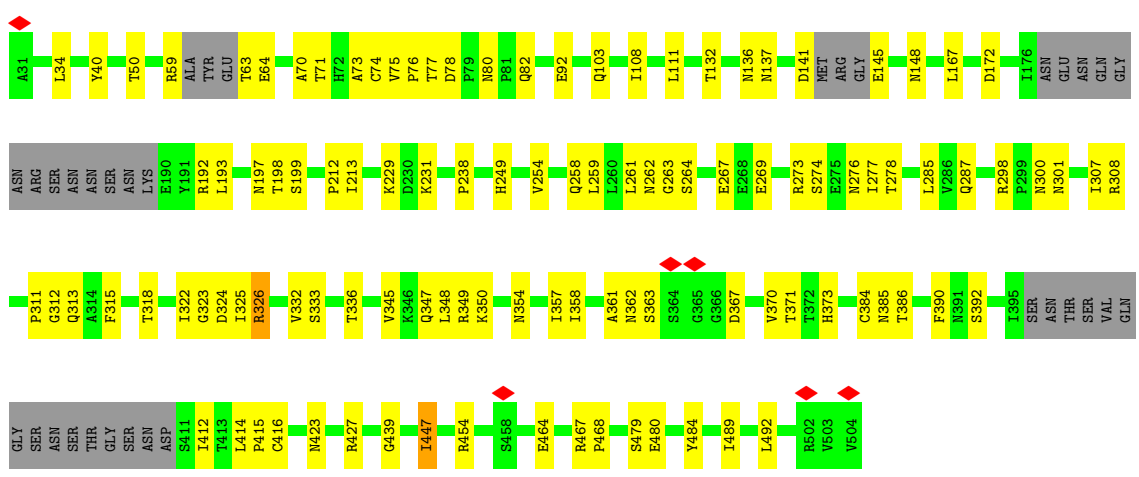 A31 L34 Y40 T50 R59 ALA TYR GLU T63 E64 A70 T71 H72 A73 C74 V75 P76 T77 D78 P79 N80 P81 Q82 E92 Q103 I108 L111 T132 N136 N137 D141 MET ARG GLY E145 N148 L167 D172 I176 ASN GLU ASN GLN GLY
ASN ARG SER ASN ASN SER ASN LYS E190 Y191 R192 L193 N197 T198 S199 P212 I213 K229 D230 K231 P238 H249 V254 Q258 L259 L260 L261 N262 G263 S264 E267 E268 E269 R273 S274 E275 N276 I277 T278 L285 V286 Q287 R298 P299 N300 N301 I307 R308
P311 G312 Q313 A314 F315 T318 I322 G323 D324 I325 R326 V332 S333 T336 V345 K346 Q347 L348 R349 K350 N354 I357 I358 A361 N362 S363 S364 G365 G366 D367 V370 T371 T372 H373 C384 N385 T386 F390 N391 S392 I395 SER ASN THR SER VAL GLN
GLY SER ASN SER THR GLY SER ASN ASP S411 I412 T413 L414 P415 C416 N423 R427 G439 I447 R454 S458 E464 R467 P468 S479 E480 Y484 I489 L492 R502 V503 V504